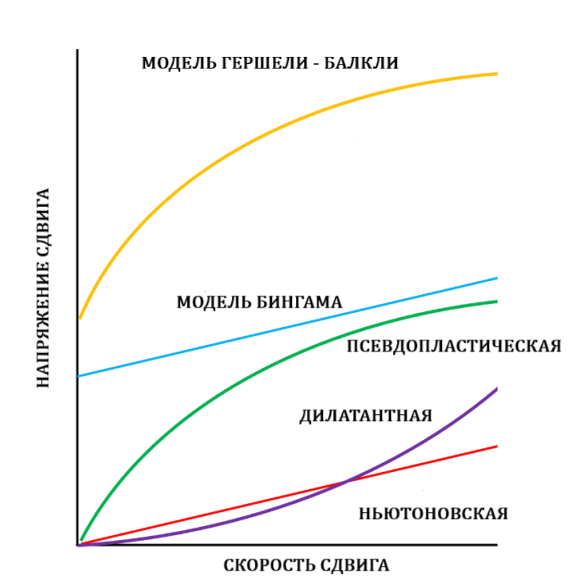 МОДЕЛЬ ГЕРШЕЛИ - БАЛКЛИ
НАПРЯЖЕНИЕ СДВИГА
МОДЕЛЬ БИНГАМА
ПСЕВДОПЛАСТИЧЕСКАЯ
ДИЛАТАНТНАЯ
НЬЮТОНОВСКАЯ
СКОРОСТЬ СДВИГА